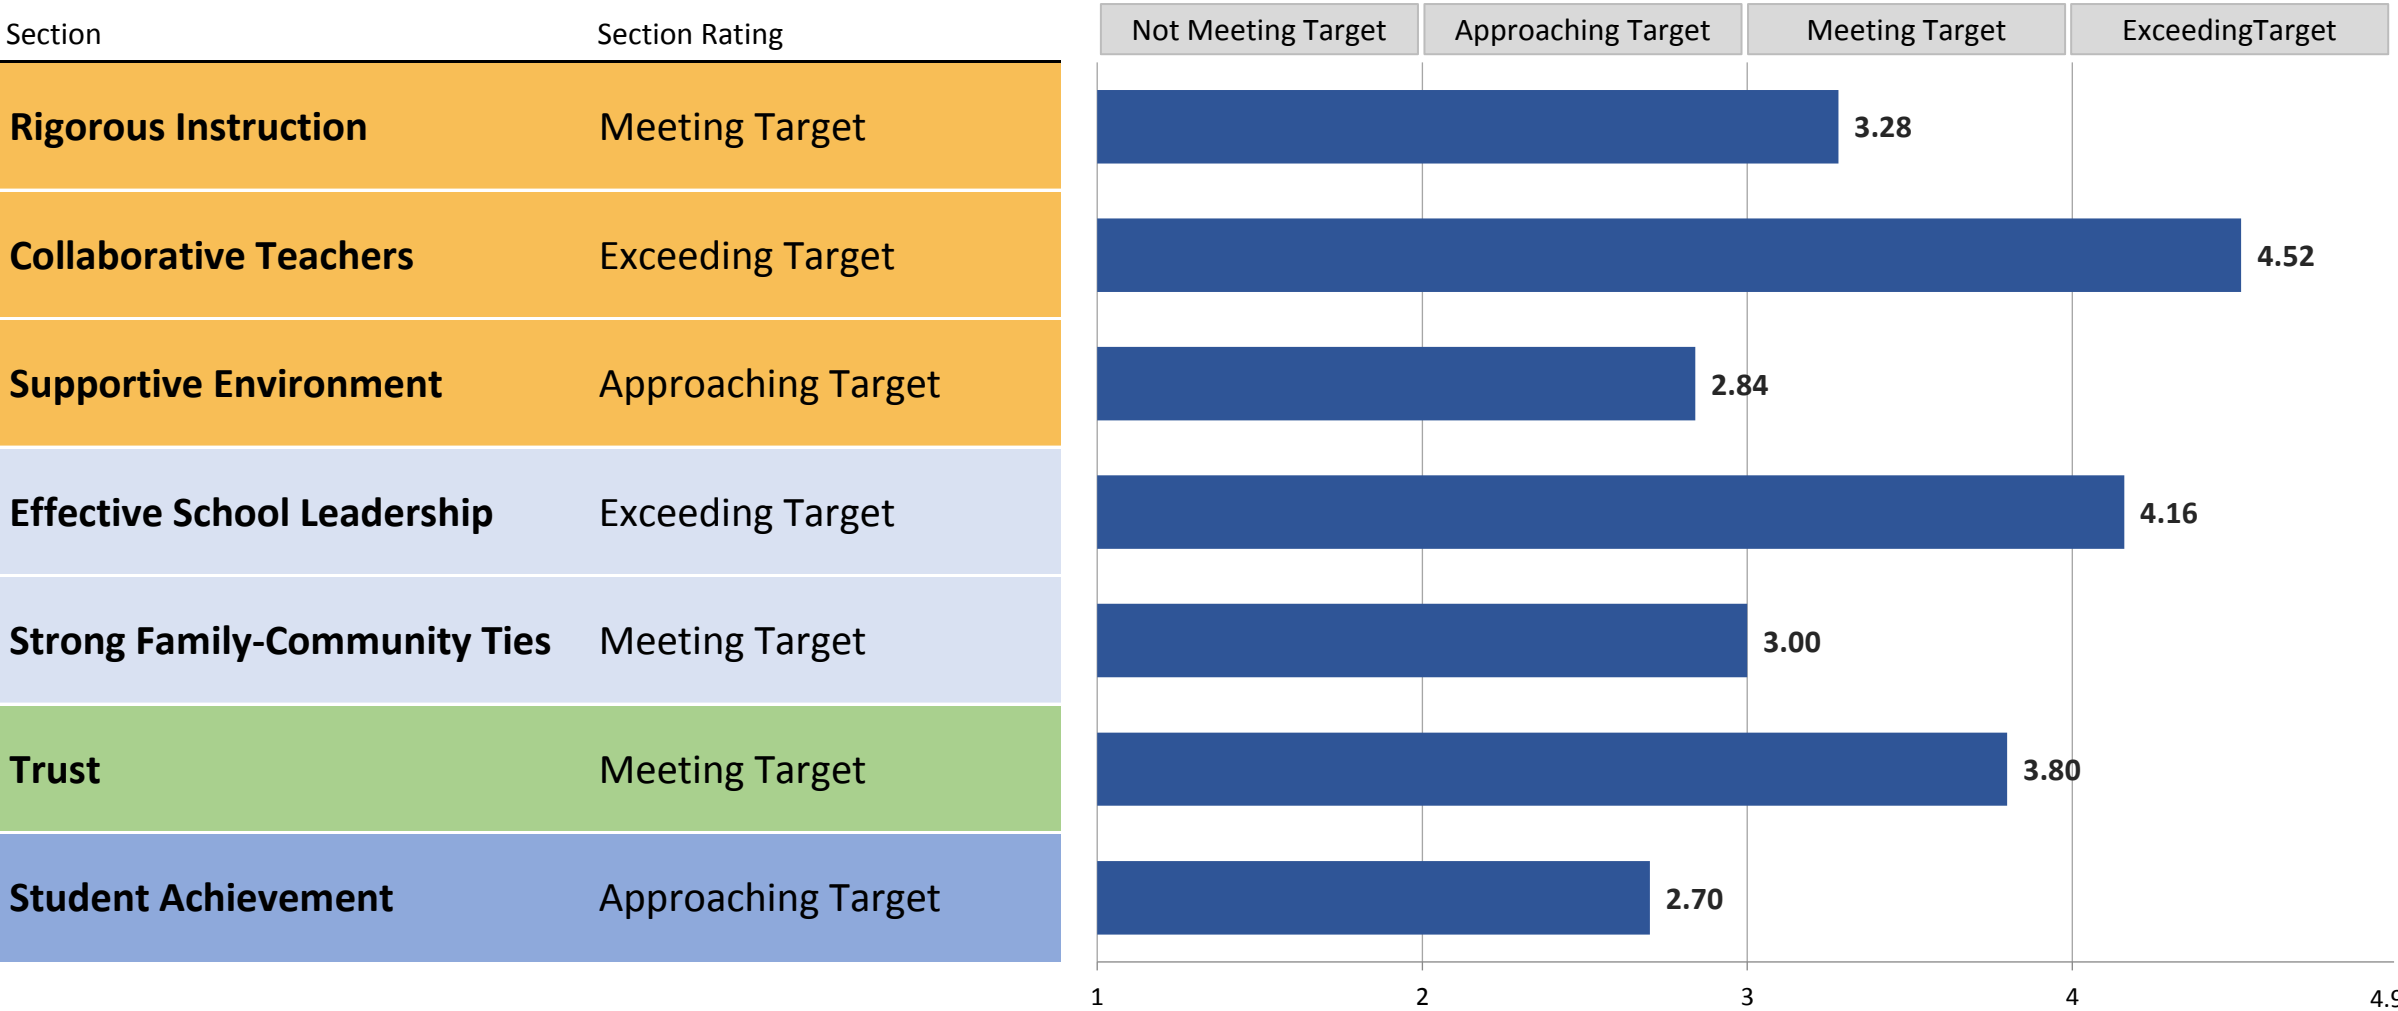 Section Section Rating Not Meeting Target Approaching Target Meeting Target ExceedingTarget
Rigorous Instruction Meeting Target 3.28
Collaborative Teachers Exceeding Target 4.52
Supportive Environment Approaching Target 2.84
Effective School Leadership Exceeding Target 4.16
Strong Family-Community Ties Meeting Target 3.00
Trust Meeting Target 3.80
Student Achievement Approaching Target 2.70
1 2 3 4 4.9